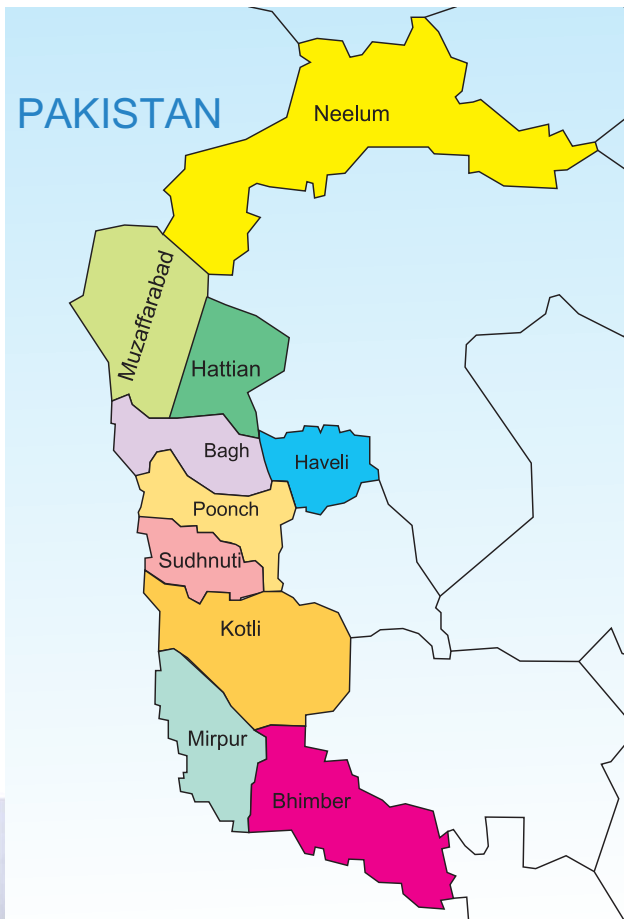 PAKISTAN
Neelum
Muzaffarabad
Hattian
Bagh
Haveli
Poonch
Sudhnuti
Kotli
Mirpur
Bhimber